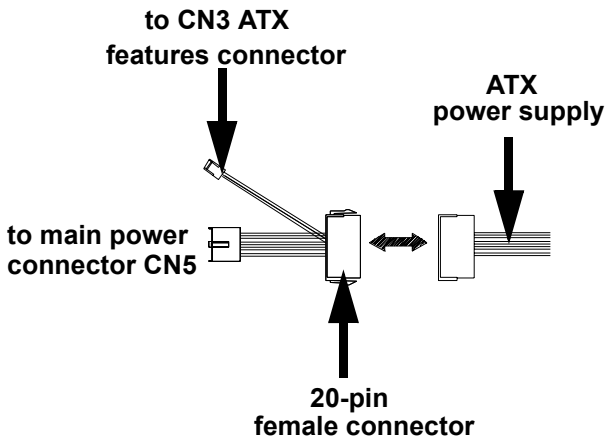 to CN3 ATX
features connector
ATX
power supply
to main power
connector CN5
20-pin
female connector